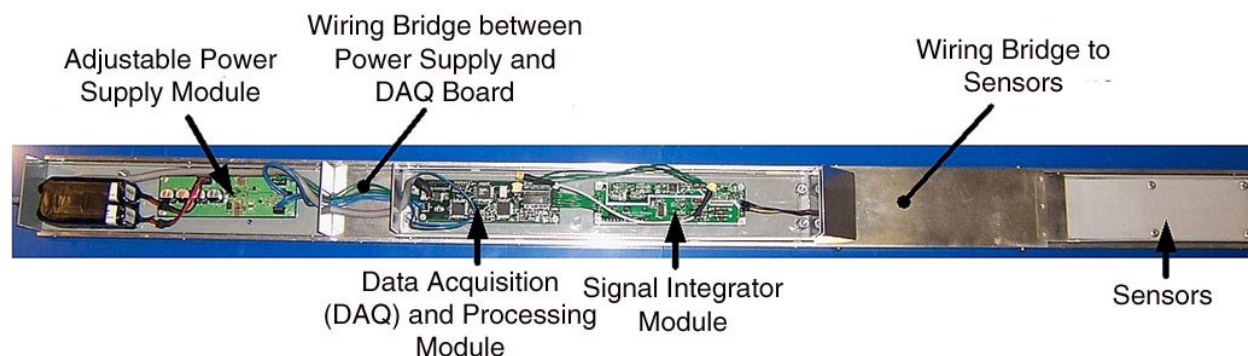 Adjustable Power
Supply Module
Wiring Bridge between
Power Supply and
DAQ Board
Wiring Bridge to
Sensors
Data Acquisition
(DAQ) and Processing
Module
Signal Integrator
Module
Sensors